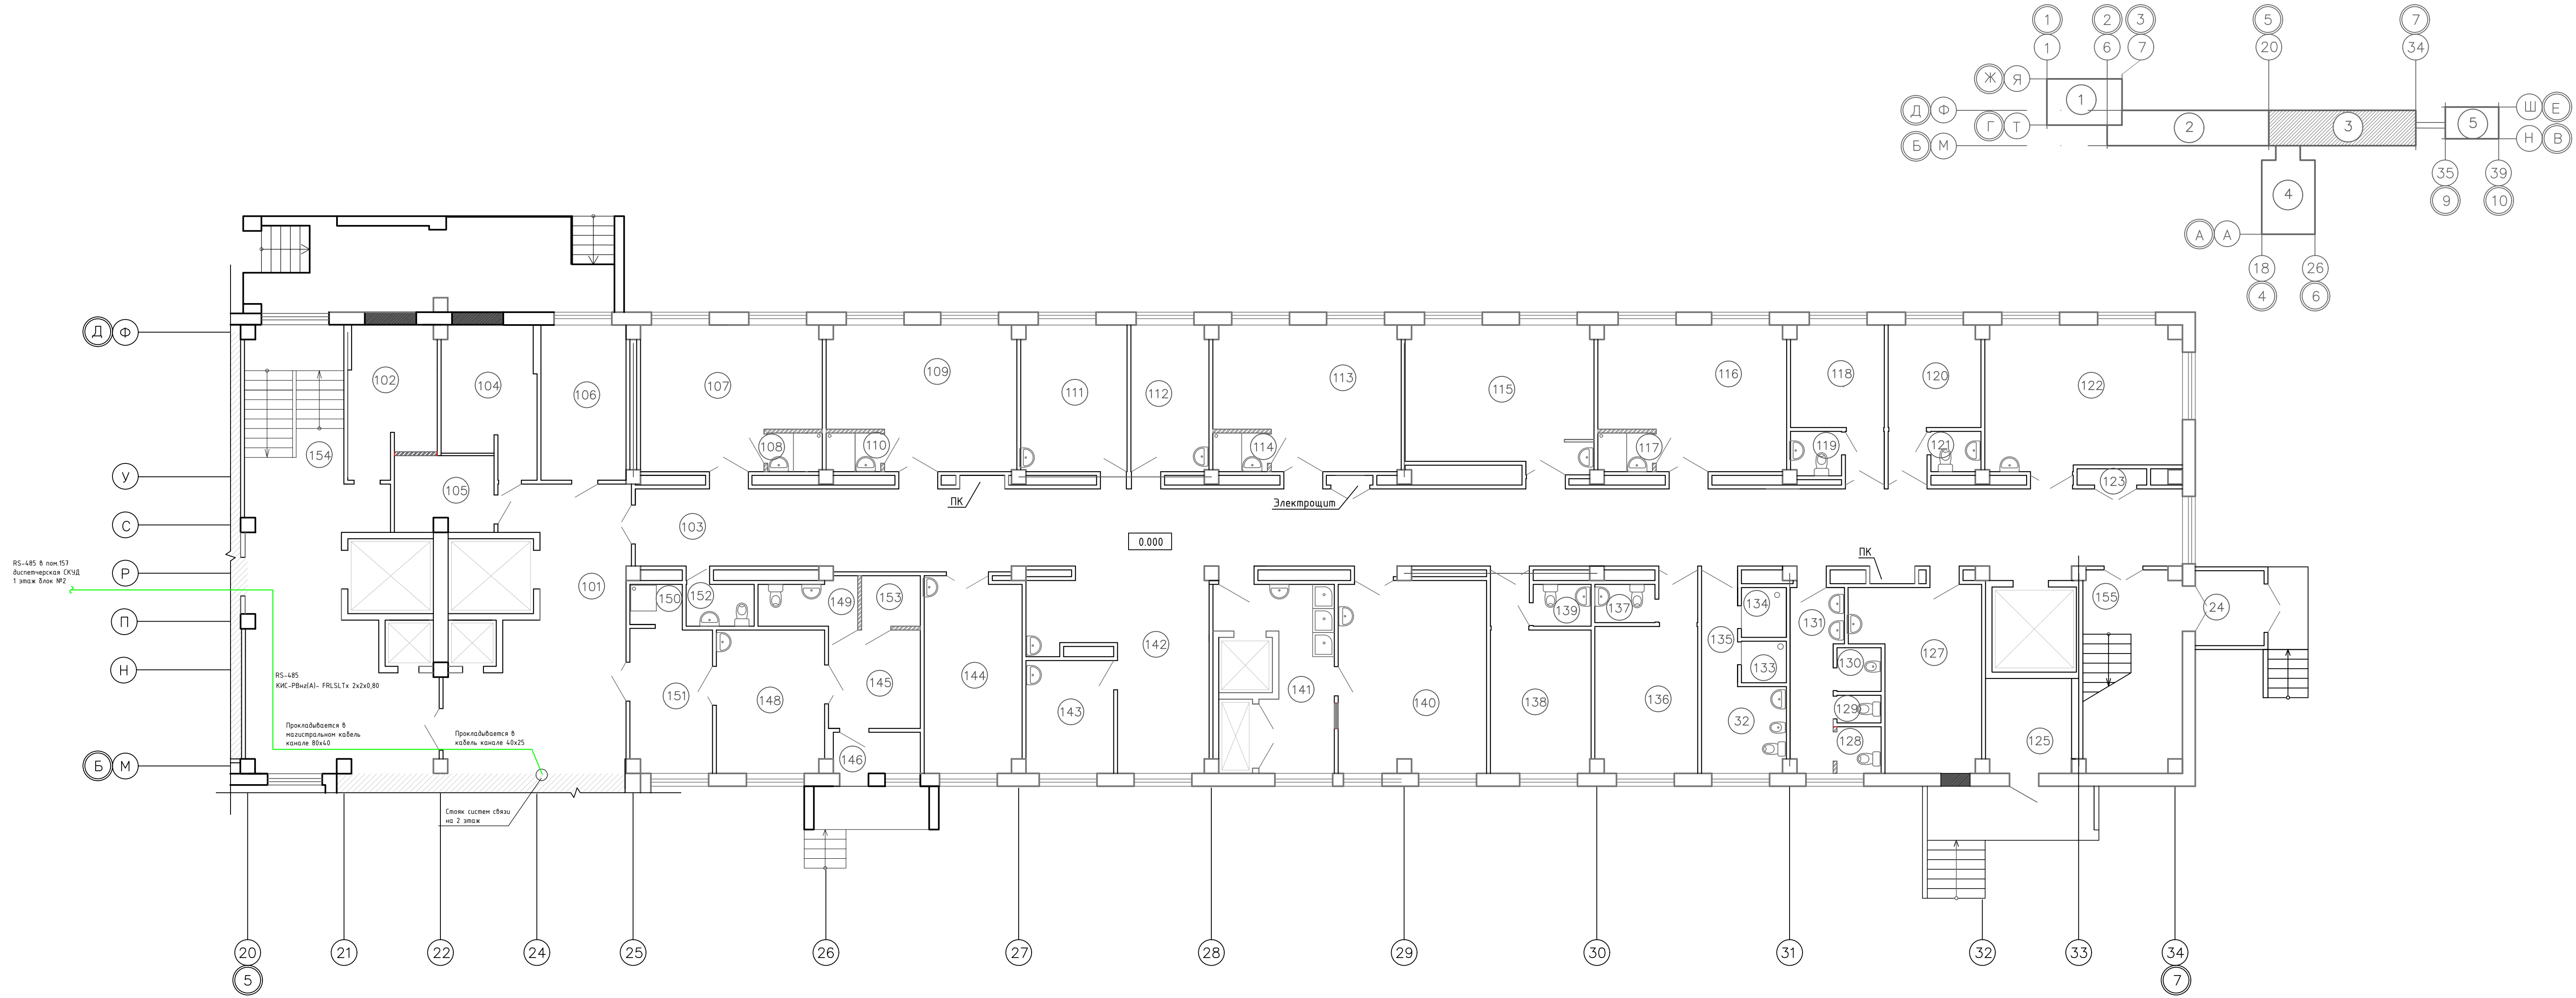 1 2 3 5 7
1 6 7 20 34
Ж Я
1
Д Ф
Г Т
Б М
2
3
5
Ш Е
Н В
35 39
9 10
4
А А
18 26
4 6
Д Ф
У
С
Р
П
Н
Б М
102
104
106
107
109
111
112
113
115
116
118
120
122
154
105
108
110
114
117
119
121
123
ПК
Электрощит
103
0.000
ПК
101
RS-485 в пом.157
диспетчерская СКУД
1 этаж блок №2
RS-485
КИС-РВнг(А)- FRLSLTx 2x2x0,80
Прокладывается в
магистральном кабель
канале 80x40
Прокладывается в
кабель канале 40x25
Стояк систем связи
на 2 этаж
150
152
149
153
151
148
145
146
144
142
143
141
140
139
137
138
136
135
134
133
32
131
130
129
128
127
125
155
24
20 21 22 24 25 26 27 28 29 30 31 32 33 34
5 7